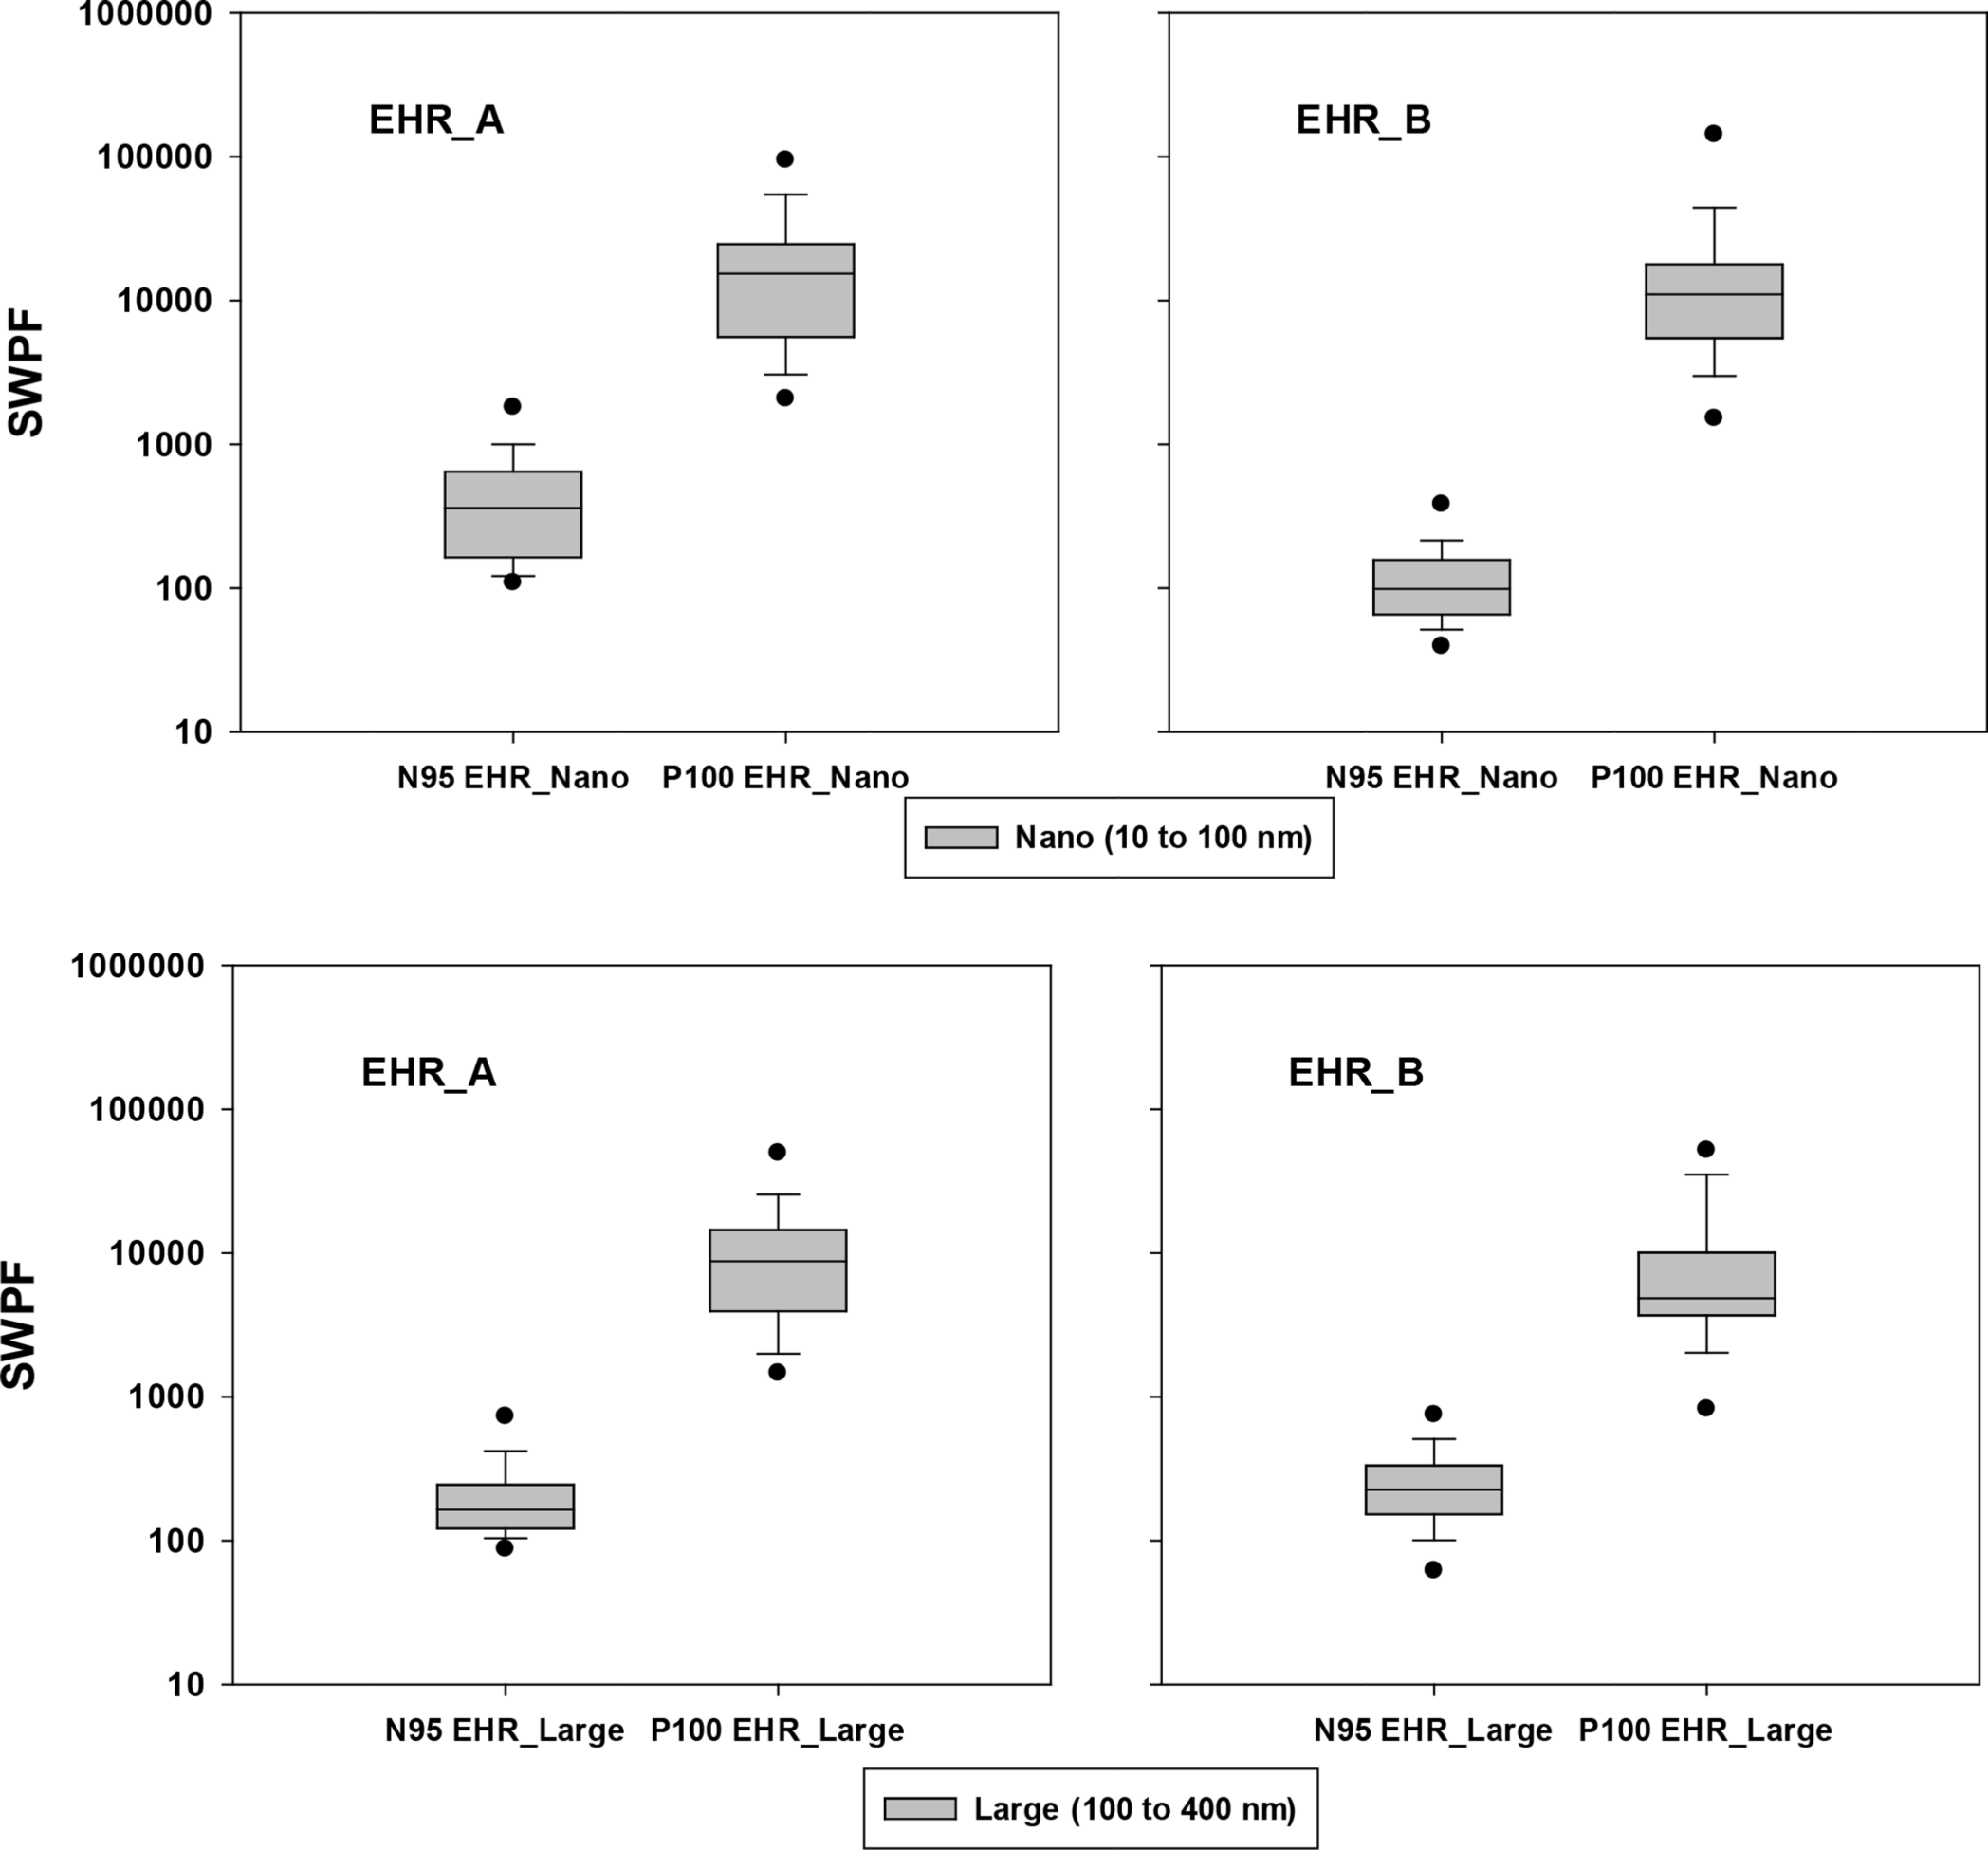 1000000
100000
10000
1000
100
10
SWPF
EHR_A
EHR_B
N95 EHR_Nano P100 EHR_Nano
N95 EHR_Nano P100 EHR_Nano
Nano (10 to 100 nm)
1000000
100000
10000
1000
100
10
SWPF
EHR_A
EHR_B
N95 EHR_Large P100 EHR_Large
N95 EHR_Large P100 EHR_Large
Large (100 to 400 nm)